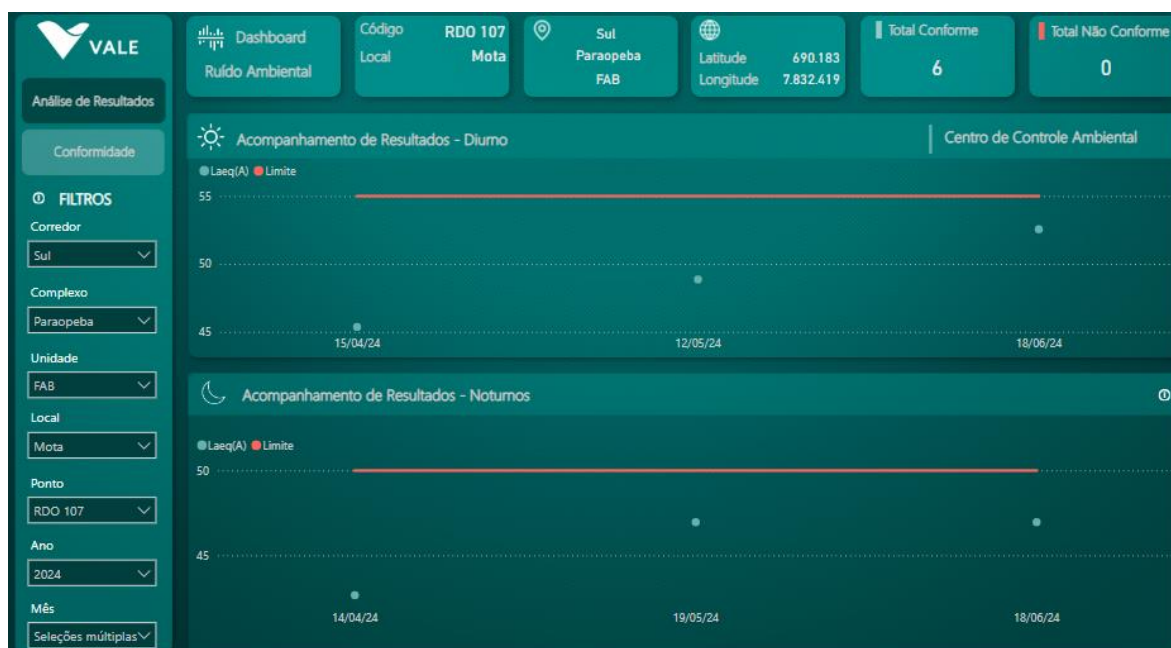 VALE
Análise de Resultados
Conformidade
FILTROS
Corredor
Sul
Complexo
Paraopeba
Unidade
FAB
Local
Mota
Ponto
RDO 107
Ano
2024
Mês
Seleções múltiplas
Dashboard
Ruído Ambiental
Código RDO 107
Local Mota
Sul
Paraopeba
FAB
Latitude 690.183
Longitude 7.832.419
Total Conforme
6
Total Não Conforme
0
Acompanhamento de Resultados - Diurno
Centro de Controle Ambiental
Laeq(A) Limite
55
50
45
15/04/24 12/05/24 18/06/24
Acompanhamento de Resultados - Noturnos
Laeq(A) Limite
50
45
14/04/24 19/05/24 18/06/24